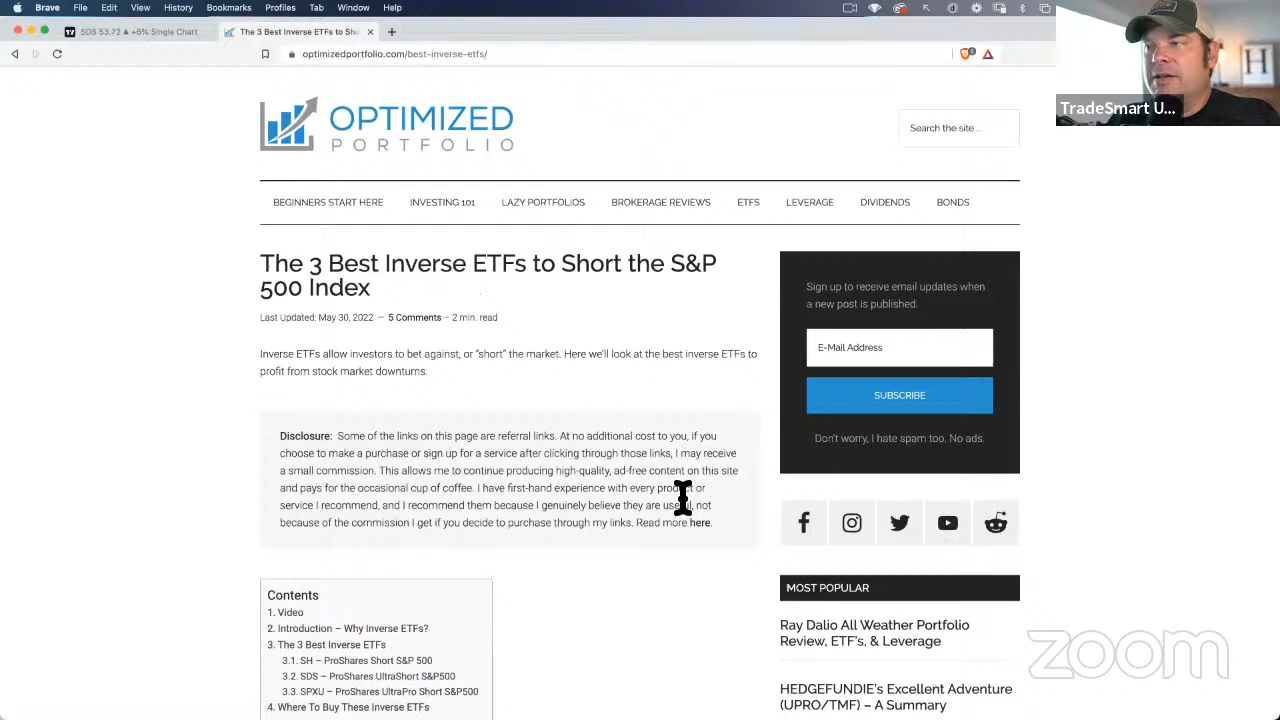 Brave Browser File Edit View History Bookmarks
SDS 53.72 ▲ +6% Single Chart
The 3 Best Inverse ETFs to Sho
optimizedportfolio.com/best-inverse-etfs/
TradeSmart U...
OPTIMIZED
PORTFOLIO
Search the site ...
BEGINNERS START HERE INVESTING 101 LAZY PORTFOLIOS BROKERAGE REVIEWS ETFS LEVERAGE DIVIDENDS BONDS
The 3 Best Inverse ETFs to Short the S&P
500 Index
Last Updated: May 30, 2022 — 5 Comments – 2 min. read
Inverse ETFs allow investors to bet against, or "short" the market. Here we'll look at the best inverse ETFs to
profit from stock market downturns.
Disclosure: Some of the links on this page are referral links. At no additional cost to you, if you
choose to make a purchase or sign up for a service after clicking through those links, I may receive
a small commission. This allows me to continue producing high-quality, ad-free content on this site
and pays for the occasional cup of coffee. I have first-hand experience with every product or
service I recommend, and I recommend them because I genuinely believe they are useful, not
because of the commission I get if you decide to purchase through my links. Read more here.
Contents
1. Video
2. Introduction – Why Inverse ETFs?
3. The 3 Best Inverse ETFs
3.1. SH – ProShares Short S&P 500
3.2. SDS – ProShares UltraShort S&P500
3.3. SPXU – ProShares UltraPro Short S&P500
4. Where To Buy These Inverse ETFs
Sign up to receive email updates when
a new post is published.
E-Mail Address
SUBSCRIBE
Don't worry, I hate spam too. No ads.
MOST POPULAR
Ray Dalio All Weather Portfolio
Review, ETF's, & Leverage
HEDGEFUNDIE's Excellent Adventure
(UPRO/TMF) – A Summary
zoom
H